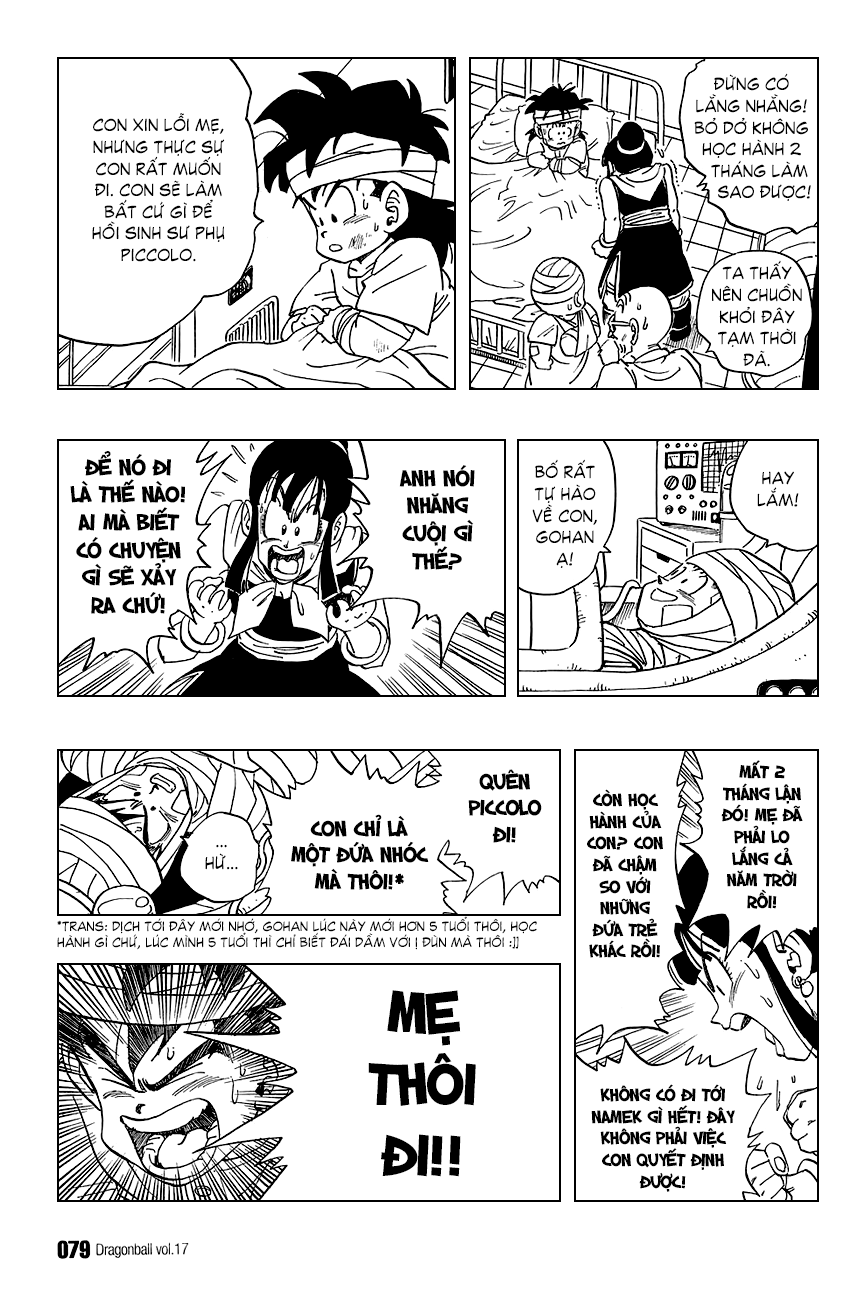 ĐỪNG CÓ
LẰNG NHẰNG!
BỎ DỞ KHÔNG
HỌC HÀNH 2
THÁNG LÀM
SAO ĐƯỢC!
TA THẤY
NÊN CHUỒN
KHỎI ĐÂY
TẠM THỜI
ĐÃ.
CON XIN LỖI MẸ,
NHƯNG THỰC SỰ
CON RẤT MUỐN
ĐI. CON SẼ LÀM
BẤT CỨ GÌ ĐỂ
HỒI SINH SƯ PHỤ
PICCOLO.
HAY
LẮM!
BỐ RẤT
TỰ HÀO
VỀ CON,
GOHAN
Ạ!
ANH NÓI
NHĂNG
CUỘI GÌ
THẾ?
ĐỂ NÓ ĐI
LÀ THẾ NÀO!
AI MÀ BIẾT
CÓ CHUYỆN
GÌ SẼ XẢY
RA CHỨ!
MẤT 2
THÁNG LẬN
ĐÓ! MẸ ĐÃ
PHẢI LO
LẮNG CẢ
NĂM TRỜI
RỒI!
CÒN HỌC
HÀNH CỦA
CON? CON
ĐÃ CHẬM
SO VỚI
NHỮNG
ĐỨA TRẺ
KHÁC RỒI!
KHÔNG CÓ ĐI TỚI
NAMEK GÌ HẾT! ĐÂY
KHÔNG PHẢI VIỆC
CON QUYẾT ĐỊNH
ĐƯỢC!
QUÊN
PICCOLO
ĐI!
CON CHỈ LÀ
MỘT ĐỨA NHÓC
MÀ THÔI!*
...
HỪ...
*TRANS: DỊCH TỚI ĐÂY MỚI NHỚ, GOHAN LÚC NÀY MỚI HƠN 5 TUỔI THÔI, HỌC
HÀNH GÌ CHỨ, LÚC MÌNH 5 TUỔI THÌ CHỈ BIẾT ĐÁI DẦM VỚI Ị ĐÙN MÀ THÔI :]]
MẸ
THÔI
ĐI!!
079 Dragonball vol.17